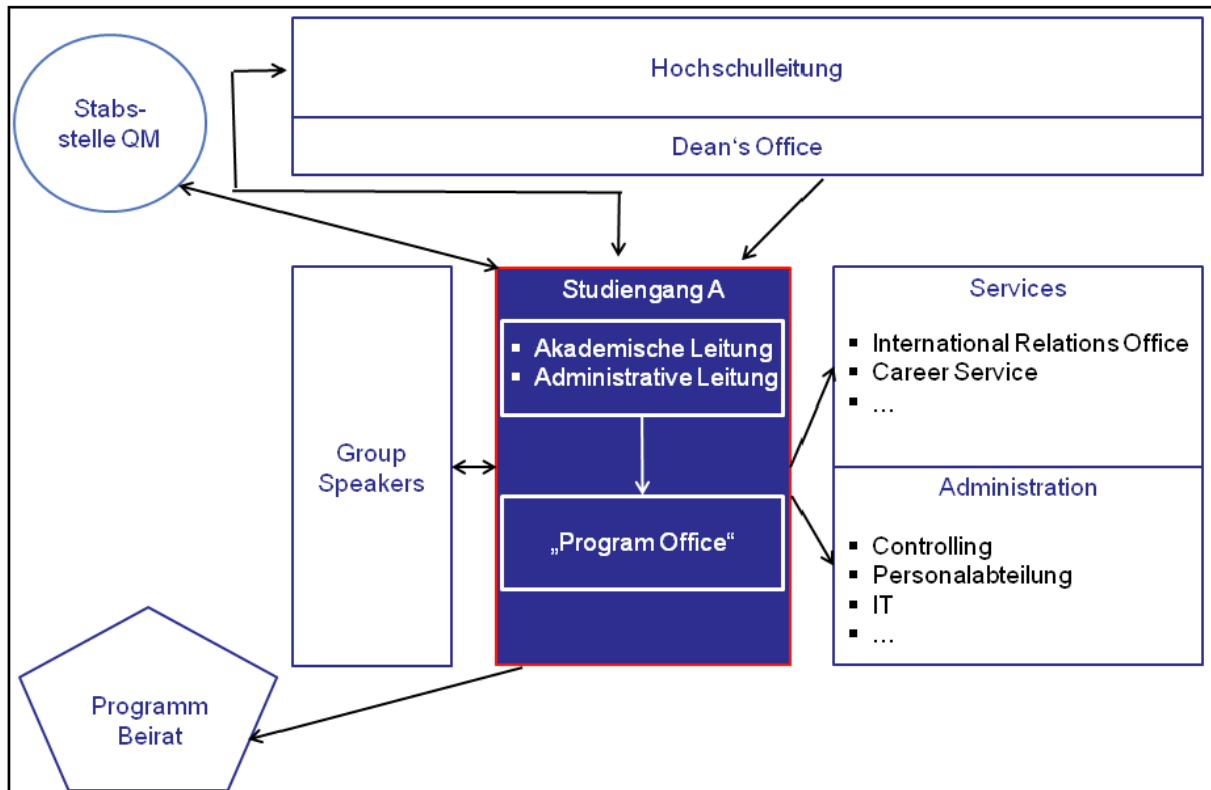 Hochschulleitung
Stabs-
stelle QM
Dean‘s Office
Studiengang A
▪ Akademische Leitung
▪ Administrative Leitung
Services
▪ International Relations Office
▪ Career Service
▪ ...
Group
Speakers
„Program Office“
Administration
▪ Controlling
▪ Personalabteilung
▪ IT
▪ ...
Programm
Beirat